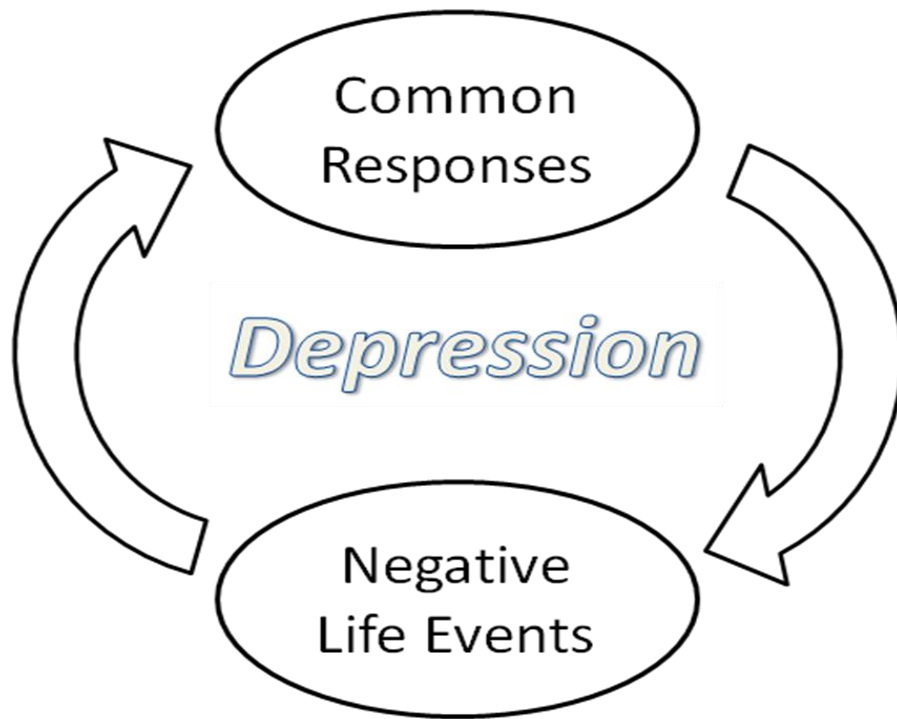 Common
Responses
Depression
Negative
Life Events